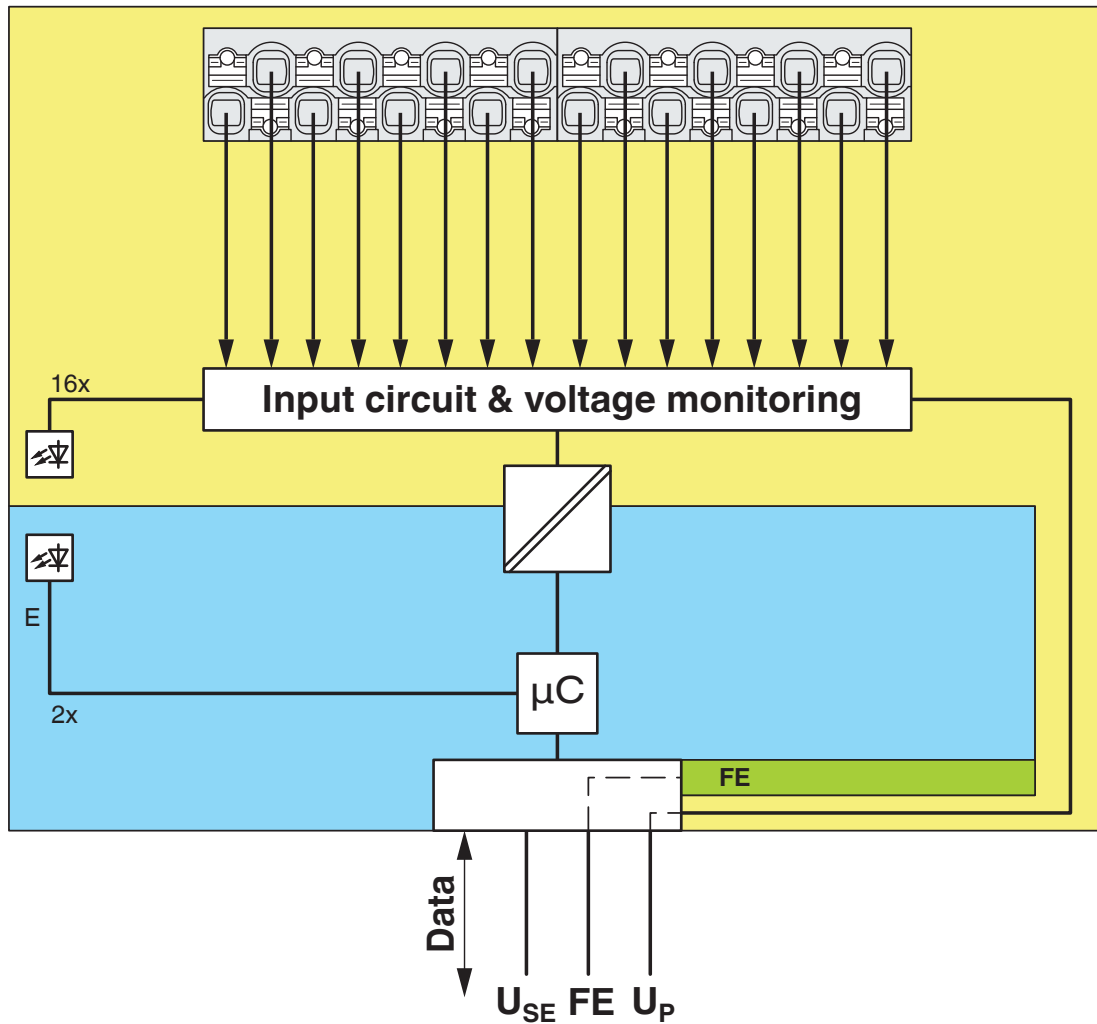 16x
Input circuit & voltage monitoring
E
2x
µC
FE
Data
USE FE UP